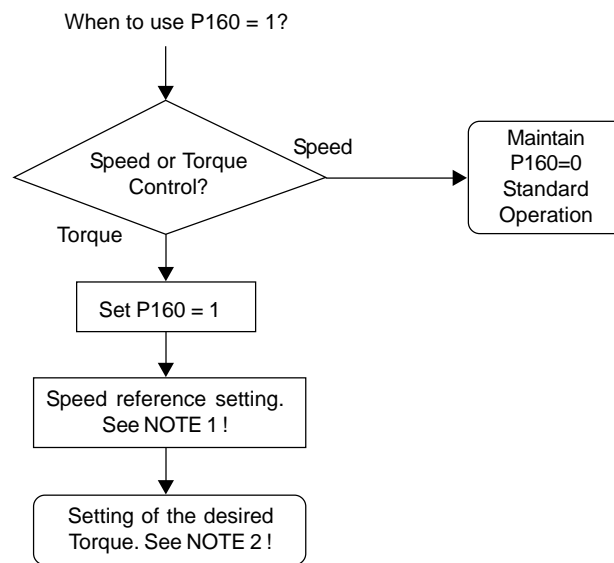 When to use P160 = 1?
Speed or Torque
Control?
Speed
Maintain
P160=0
Standard
Operation
Torque
Set P160 = 1
Speed reference setting.
See NOTE 1 !
Setting of the desired
Torque. See NOTE 2 !